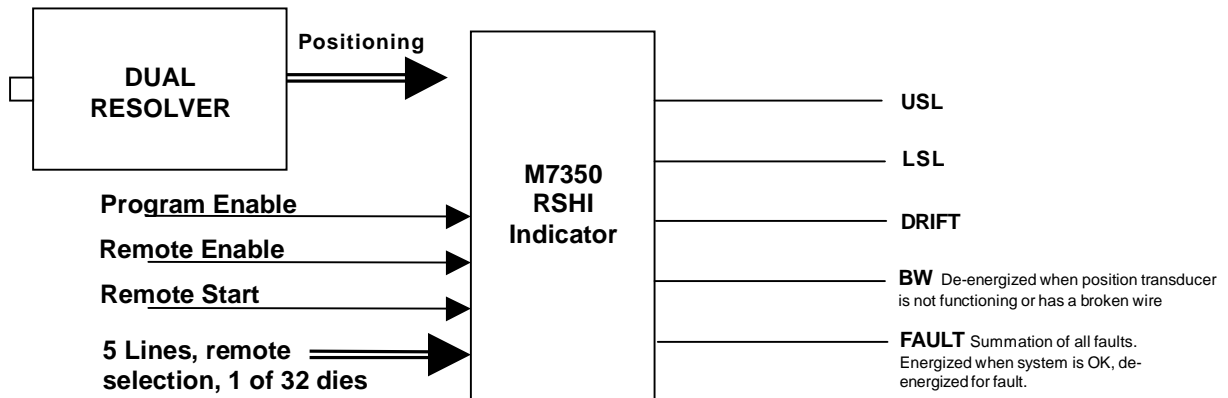 Positioning
DUAL
RESOLVER
M7350
RSHI
Indicator
Program Enable
Remote Enable
Remote Start
5 Lines, remote
selection, 1 of 32 dies
USL
LSL
DRIFT
BW De-energized when position transducer
is not functioning or has a broken wire
FAULT Summation of all faults.
Energized when system is OK, de-
energized for fault.